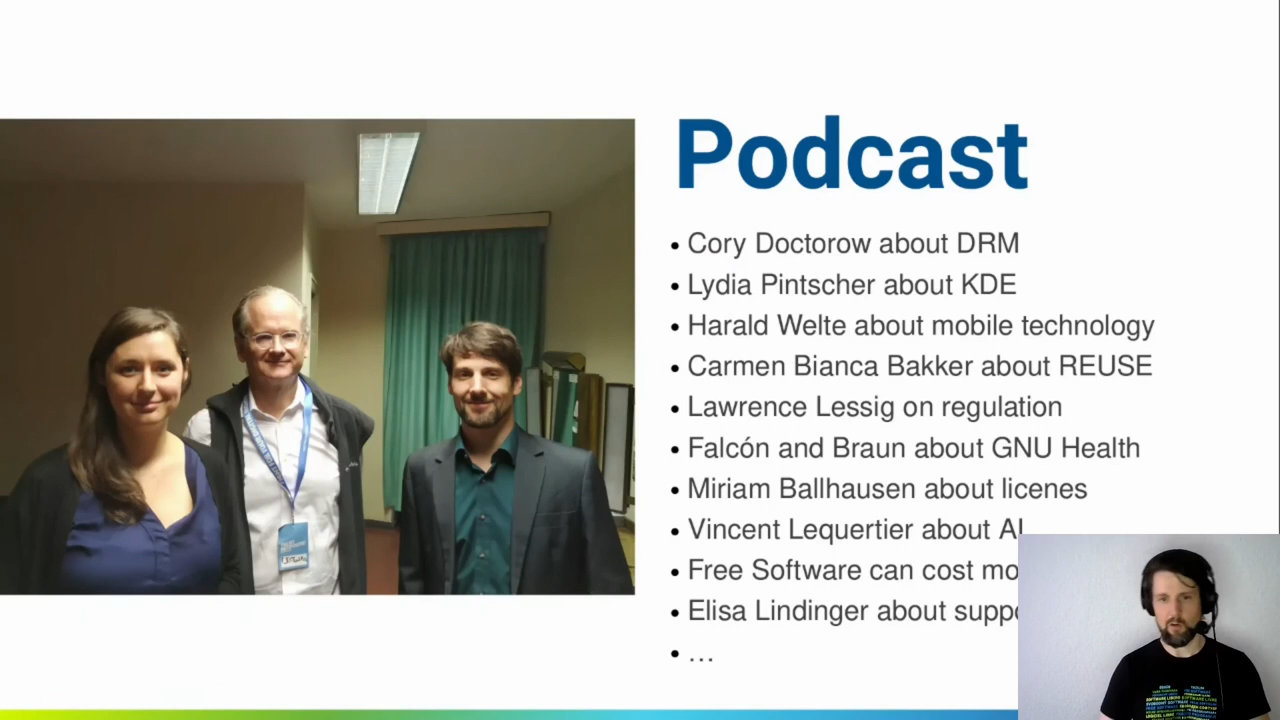 Podcast
• Cory Doctorow about DRM
• Lydia Pintscher about KDE
• Harald Welte about mobile technology
• Carmen Bianca Bakker about REUSE
• Lawrence Lessig on regulation
• Falcón and Braun about GNU Health
• Miriam Ballhausen about licenes
• Vincent Lequertier about AI
• Free Software can cost
• Elisa Lindinger about
• …